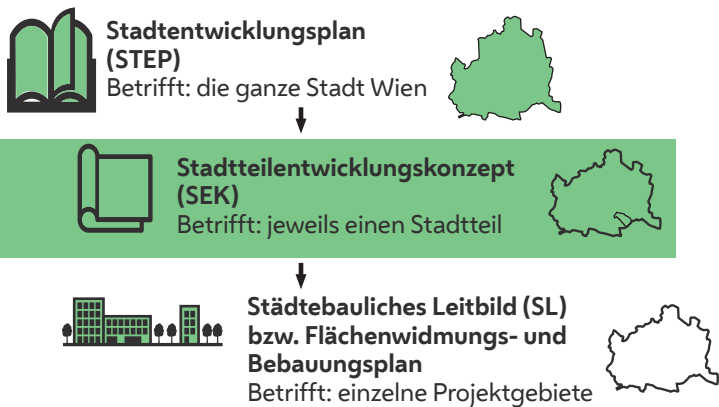 Stadtentwicklungsplan
(STEP)
Betrifft: die ganze Stadt Wien
Stadtteilentwicklungskonzept
(SEK)
Betrifft: jeweils einen Stadtteil
Städtebauliches Leitbild (SL)
bzw. Flächenwidmungs- und
Bebauungsplan
Betrifft: einzelne Projektgebiete